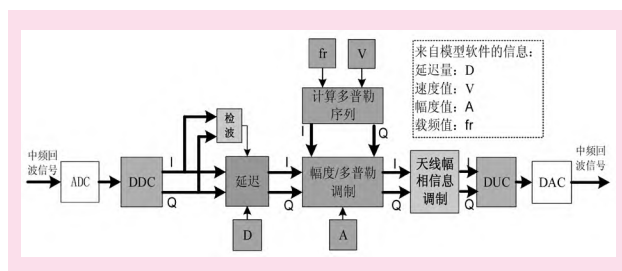 fr
V
来自模型软件的信息:
延迟量: D
速度值: V
幅度值: A
载频值: fr
计算多普勒
序列
检
波
I
Q
中频回
波信号
ADC
DDC
I
Q
延迟
I
Q
幅度/多普勒
调制
I
Q
天线幅
相信息
调制
I
Q
DUC
DAC
中频回
波信号
D
A